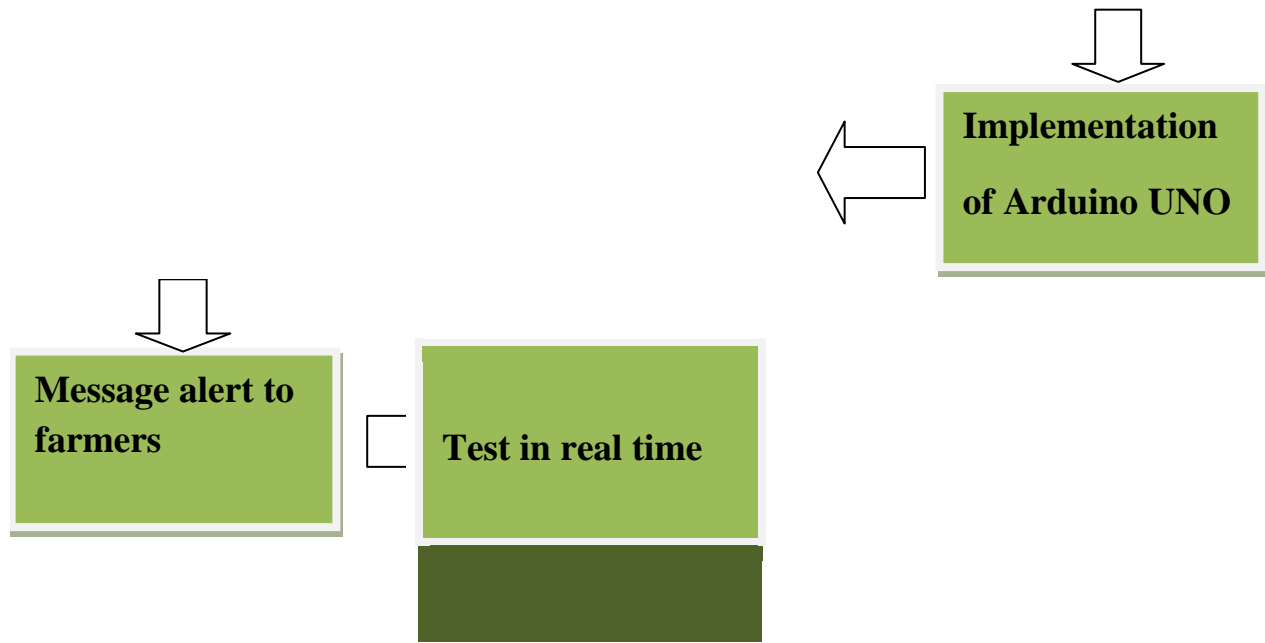 Implementation
of Arduino UNO
Message alert to
farmers
Test in real time